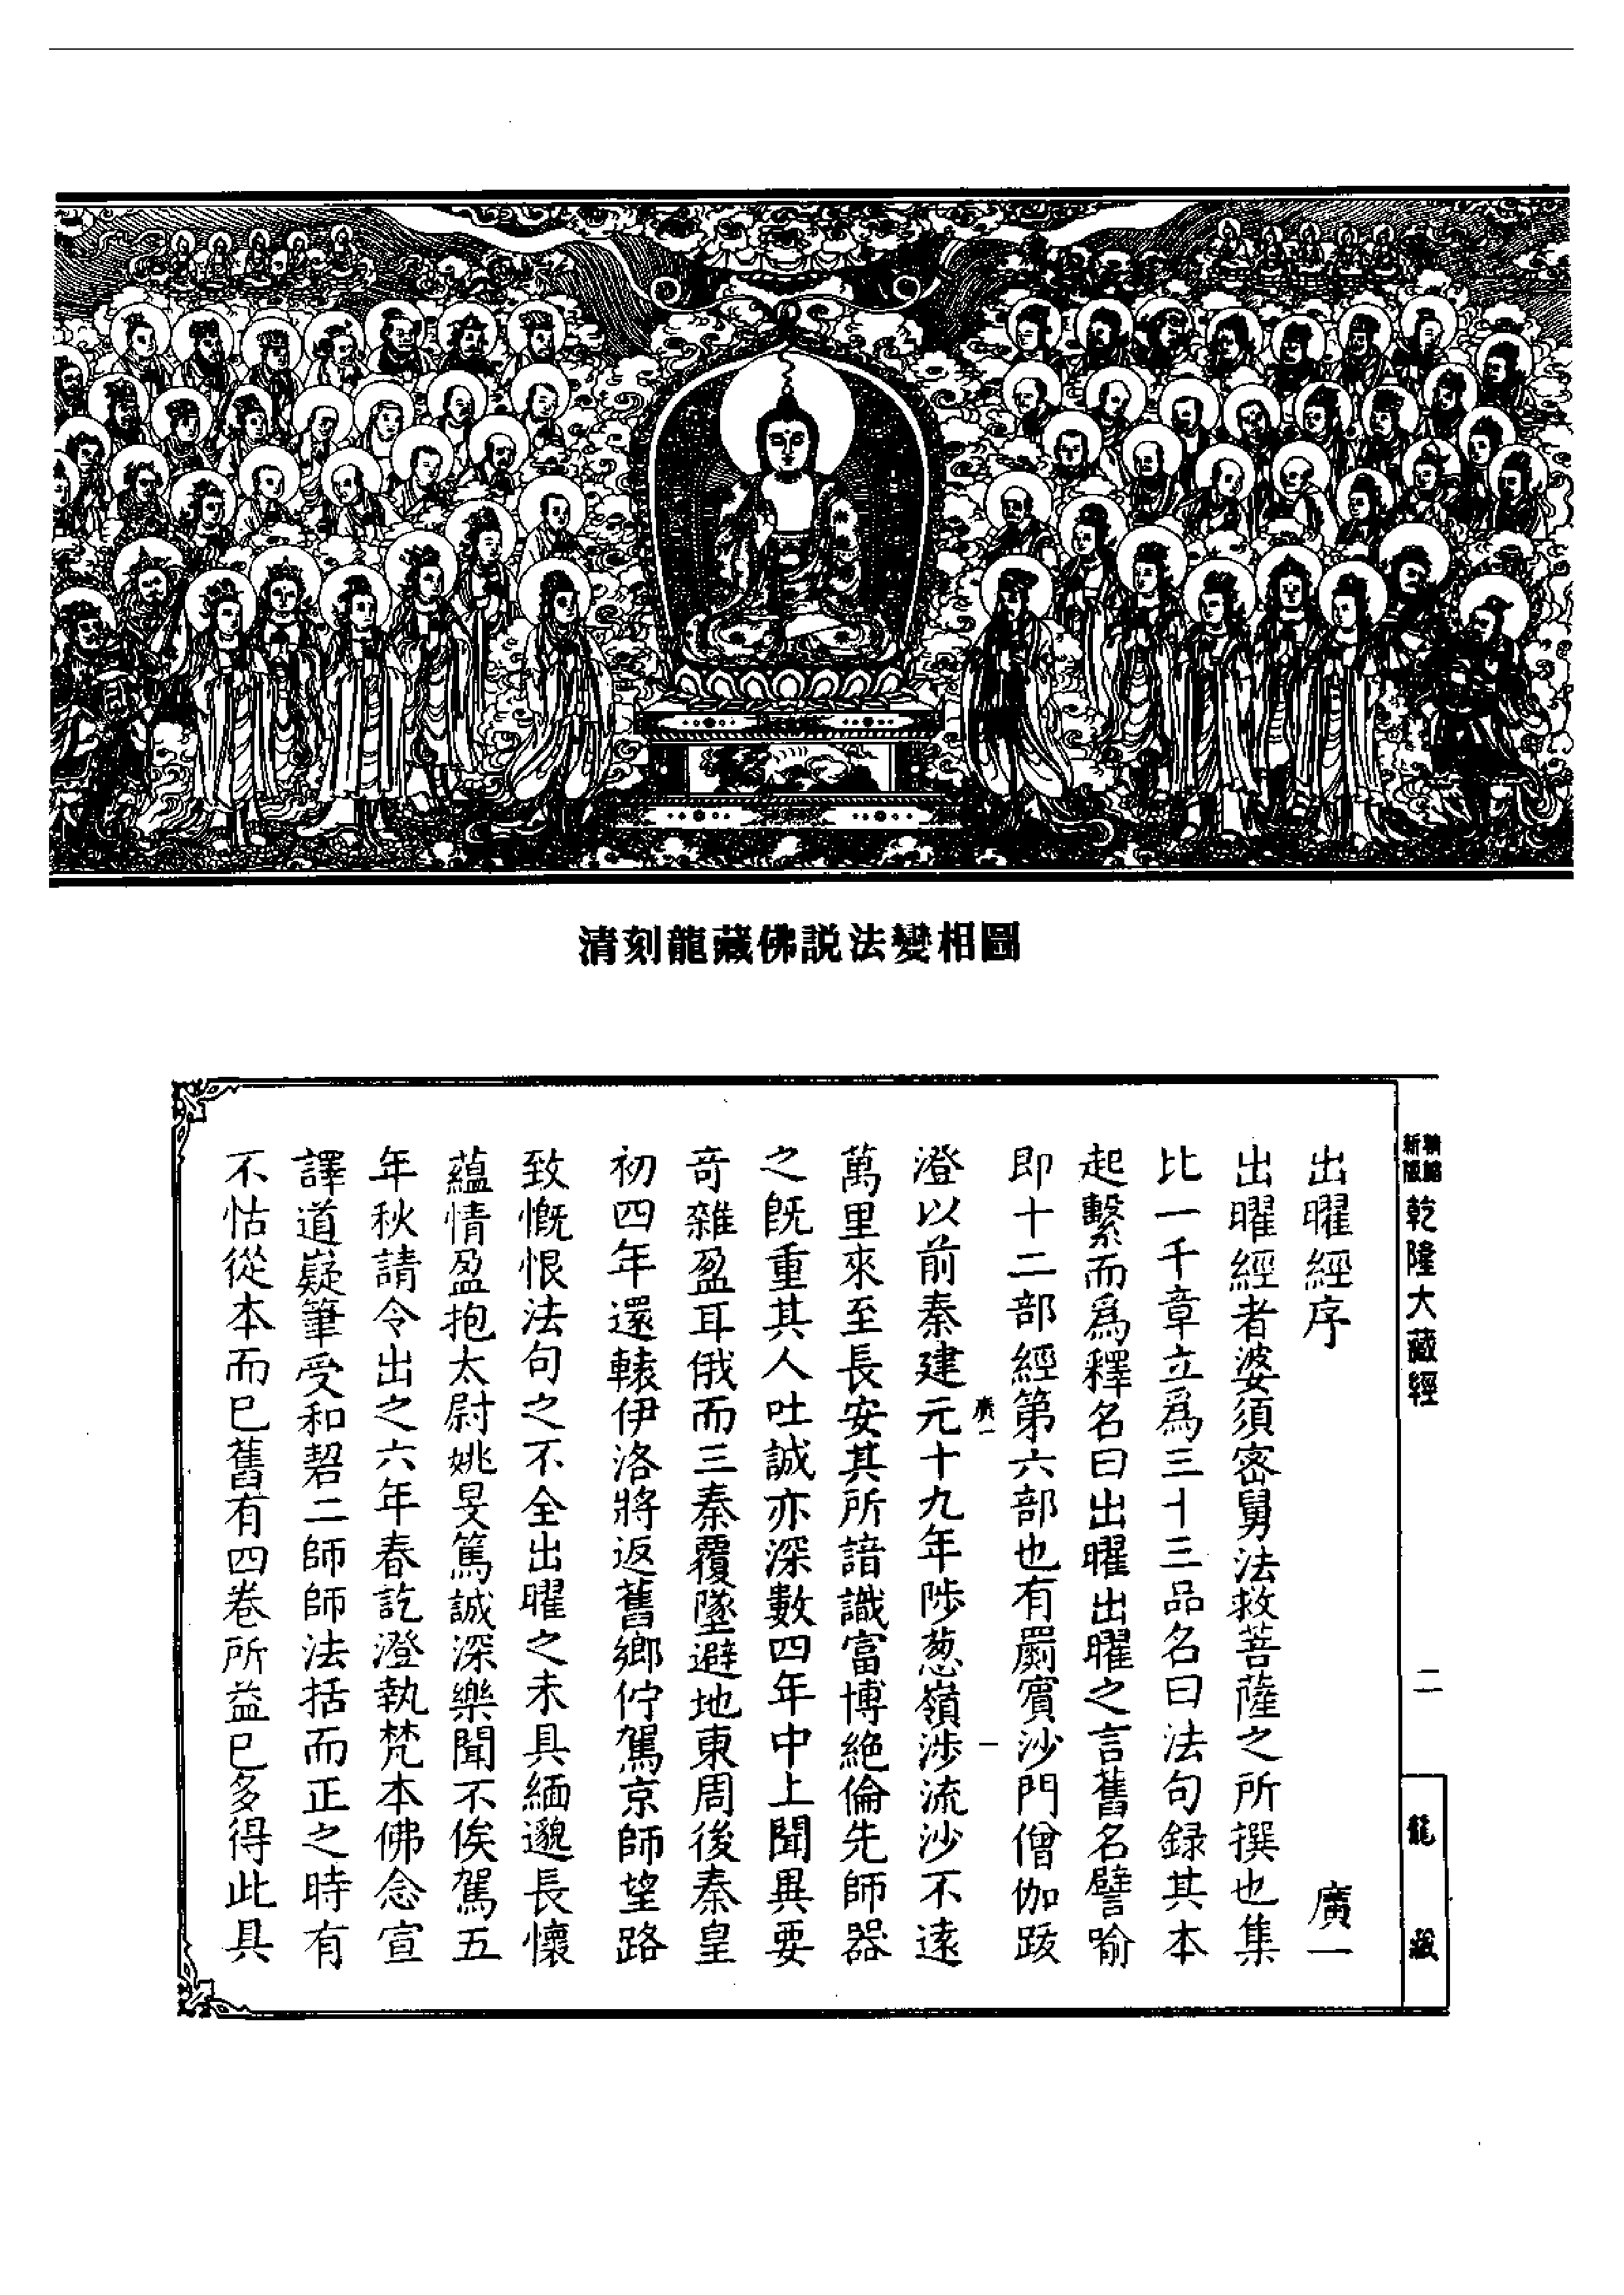 清刻龍藏佛説法變相圖
精縮
新版
乾隆大藏經
二
龍藏
出曜經序 廣一
出曜經者婆須密舅法救菩薩之所撰也集
比一千章立爲三十三品名曰法句録其本
起繫而爲釋名曰出曜出曜之言舊名譬喻
即十二部經第六部也有罽賓沙門僧伽跋
廣一
一
澄以前秦建元十九年陟葱嶺涉流沙不遠
萬里來至長安其所諳識富博絶倫先師器
之既重其人吐誠亦深數四年中上聞異要
奇雜盈耳俄而三秦覆墜避地東周後秦皇
初四年還轅伊洛將返舊鄉佇駕京師望路
致慨恨法句之不全出曜之未具緬邈長懷
蘊情盈抱太尉姚旻篤誠深樂聞不俟駕五
年秋請令出之六年春訖澄執梵本佛念宣
譯道嶷筆受和碧二師師法括而正之時有
不怙從本而已舊有四卷所益已多得此具